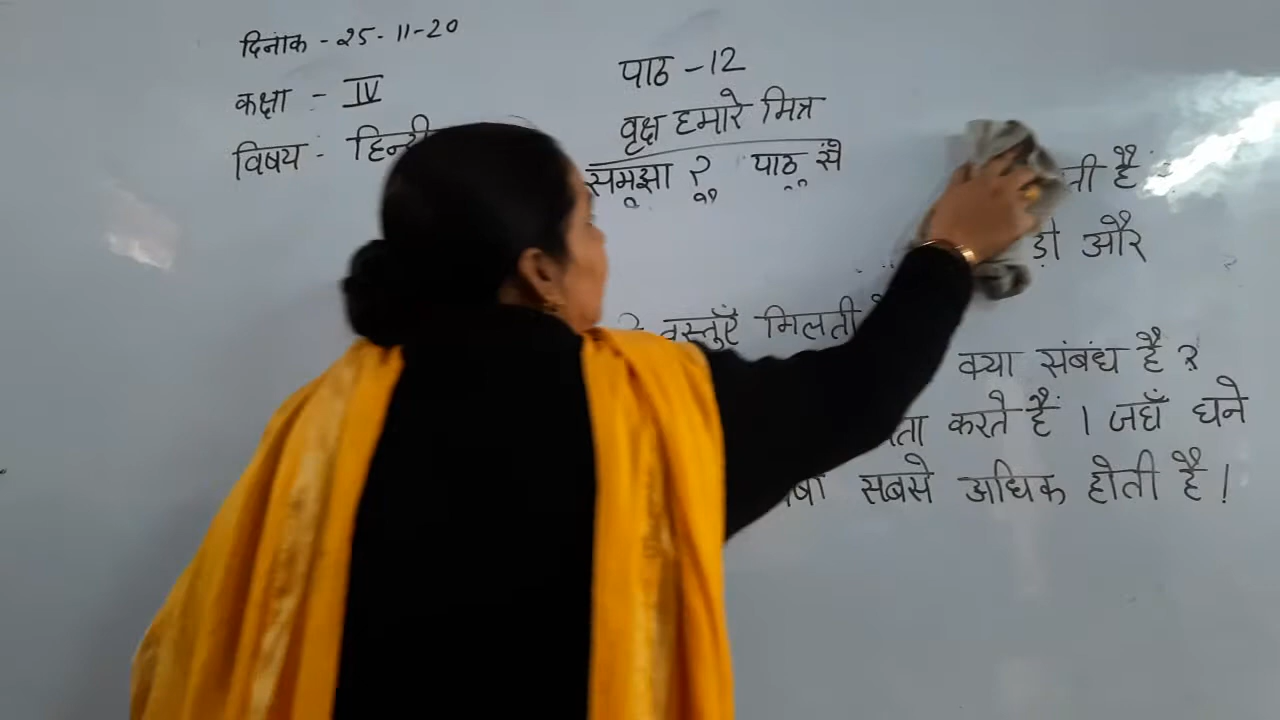 दिनांक - 25-11-20
कक्षा - IV
विषय - हिन्दी
पाठ -12
वृक्ष हमारे मित्र
समझा ? पाठ से
ती है ?
ड़ों और
वस्तुएँ मिलती
क्या संबंध है ?
करते हैं । जहाँ घने
सबसे अधिक होती है ।